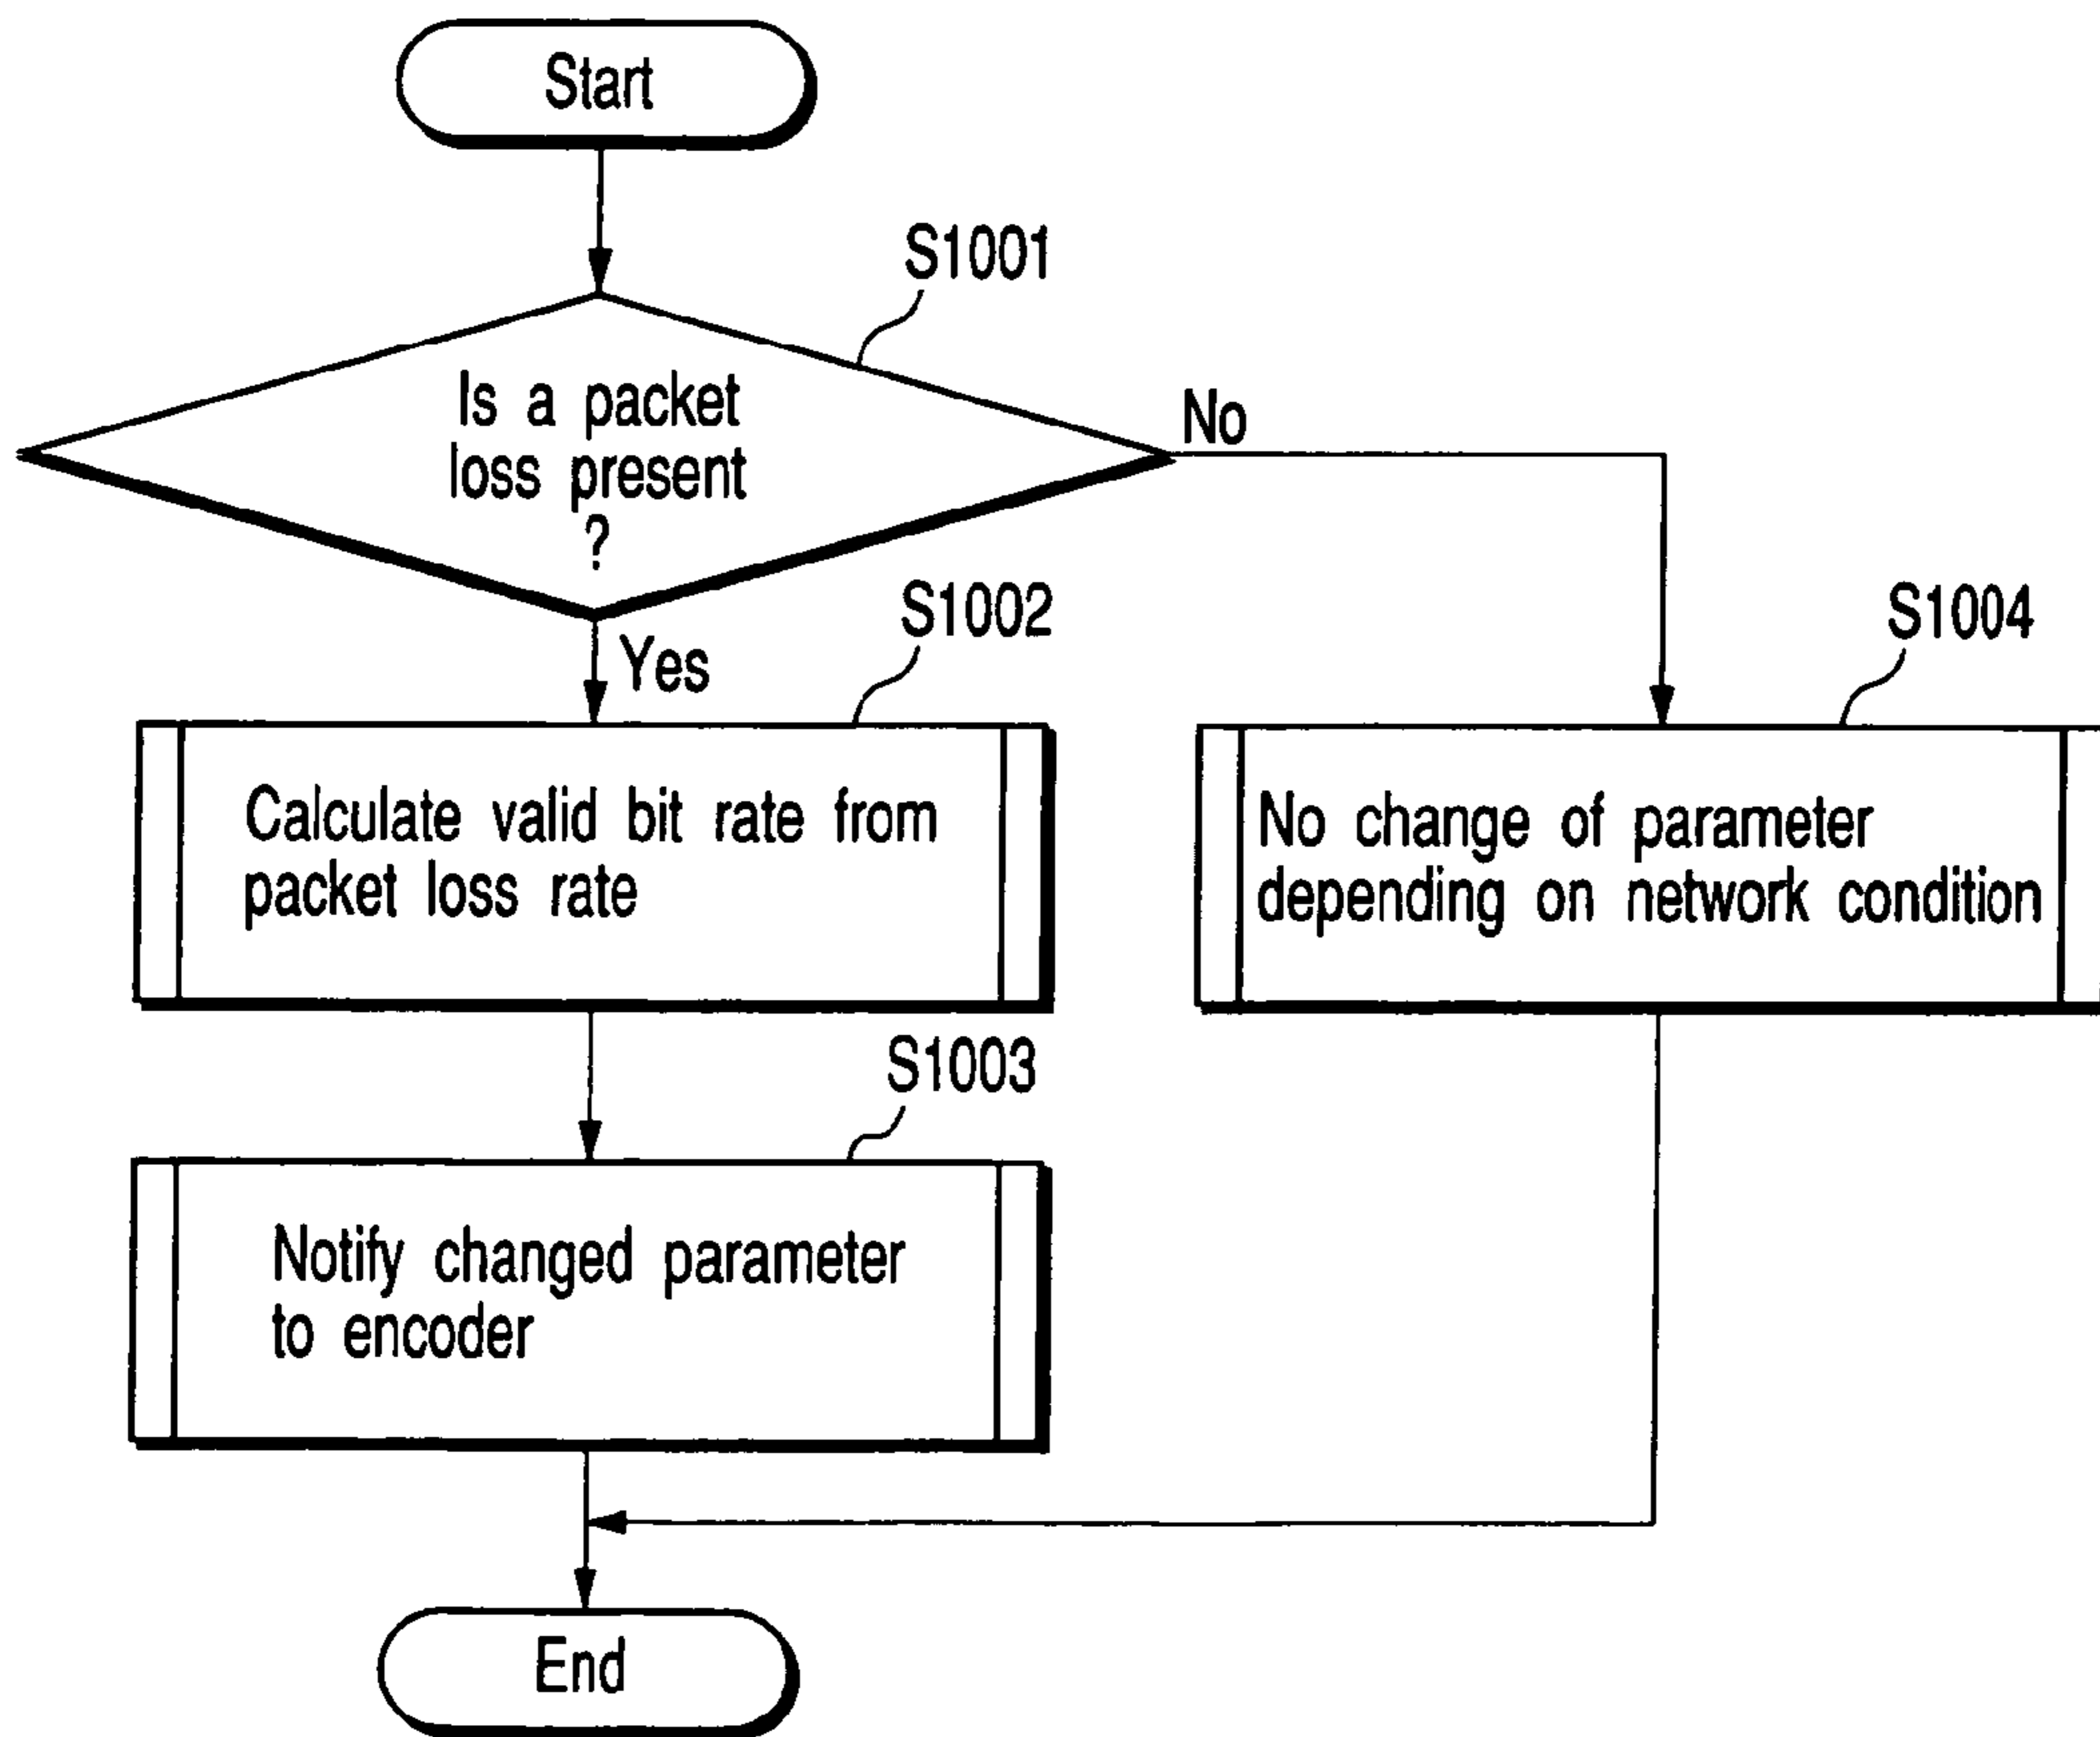 Start
S1001
Is a packet
loss present
?
No
Yes
S1002
S1004
Calculate valid bit rate from
packet loss rate
No change of parameter
depending on network condition
S1003
Notify changed parameter
to encoder
End